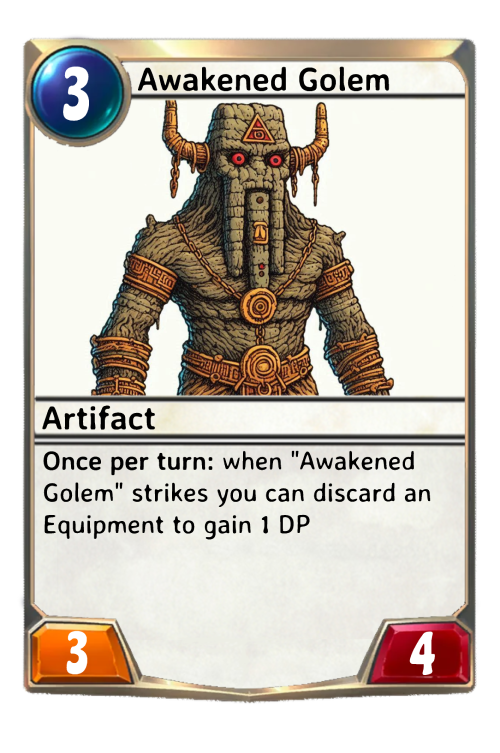 3
Awakened Golem
Artifact
Once per turn: when "Awakened
Golem" strikes you can discard an
Equipment to gain 1 DP
3
4